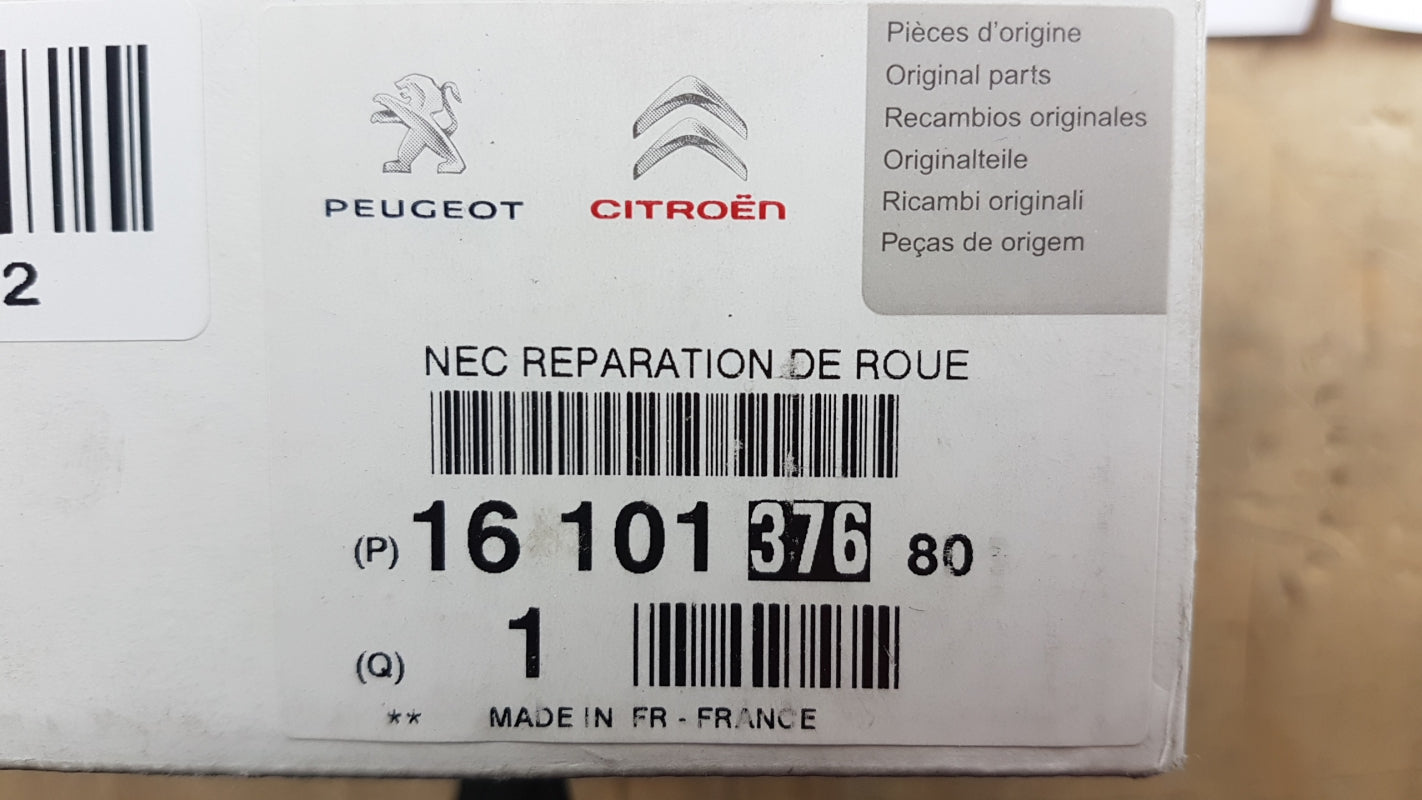 2
PEUGEOT
CITROËN
Pièces d'origine
Original parts
Recambios originales
Originalteile
Ricambi originali
Peças de origem
NEC REPARATION DE ROUE
(P) 16 101 376 80
(Q) 1
** MADE IN FR - FRANCE